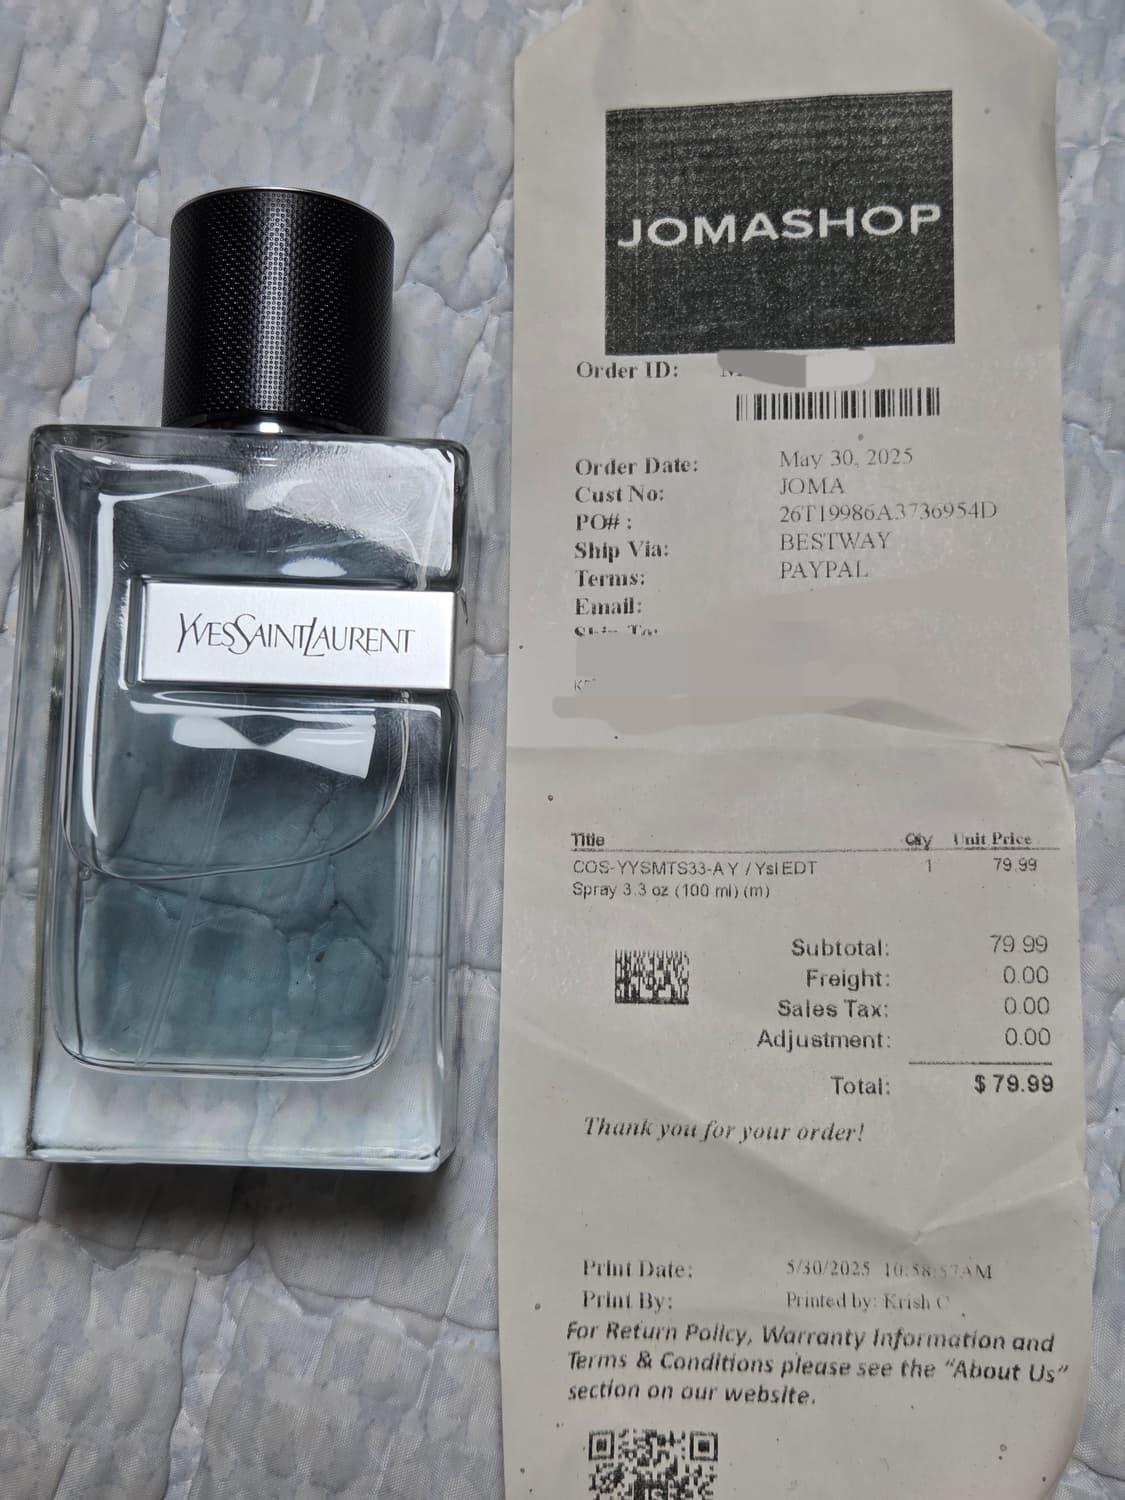 YVESSAINTLAURENT
JOMASHOP
Order ID:
Order Date: May 30, 2025
Cust No: JOMA
PO# : 26T19986A3736954D
Ship Via: BESTWAY
Terms: PAYPAL
Email:
Title Qty Unit Price
COS-YYSMTS33-A Y / Ysl EDT 1 79.99
Spray 3.3 oz (100 ml) (m)
Subtotal: 79.99
Freight: 0.00
Sales Tax: 0.00
Adjustment: 0.00
Total: $ 79.99
Thank you for your order!
Print Date: 5/30/2025 10:58:57AM
Print By: Printed by: Krish C
For Return Policy, Warranty Information and
Terms & Conditions please see the "About Us"
section on our website.